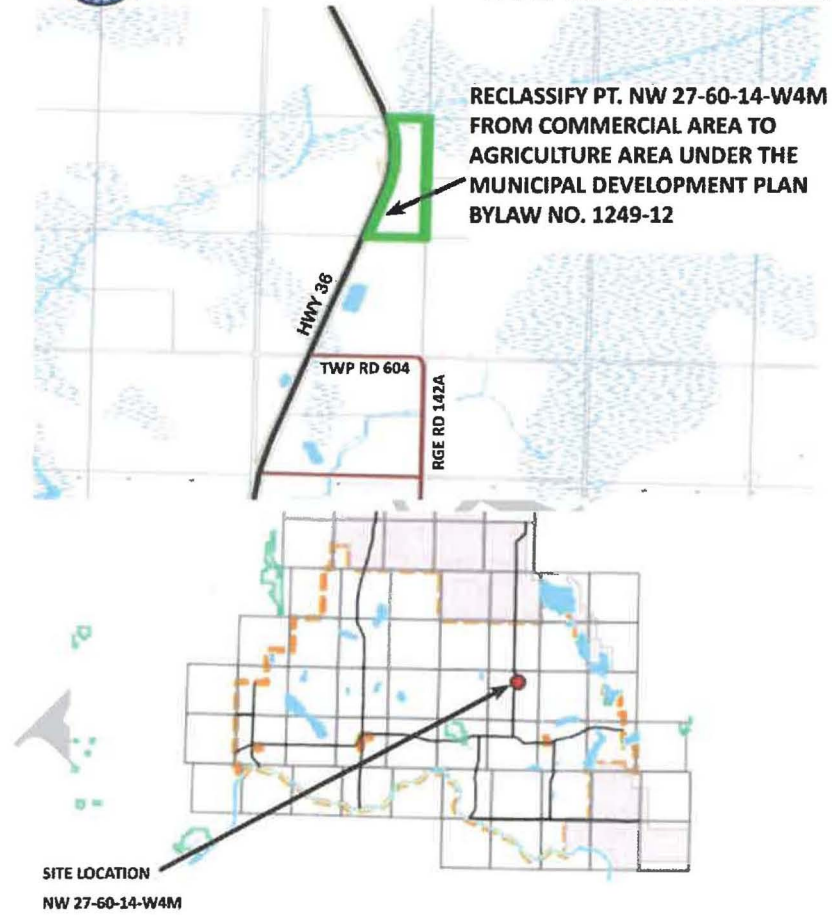 RECLASSIFY PT. NW 27-60-14-W4M
FROM COMMERCIAL AREA TO
AGRICULTURE AREA UNDER THE
MUNICIPAL DEVELOPMENT PLAN
BYLAW NO. 1249-12
HWY 36
TWP RD 604
RGE RD 142A
SITE LOCATION
NW 27-60-14-W4M